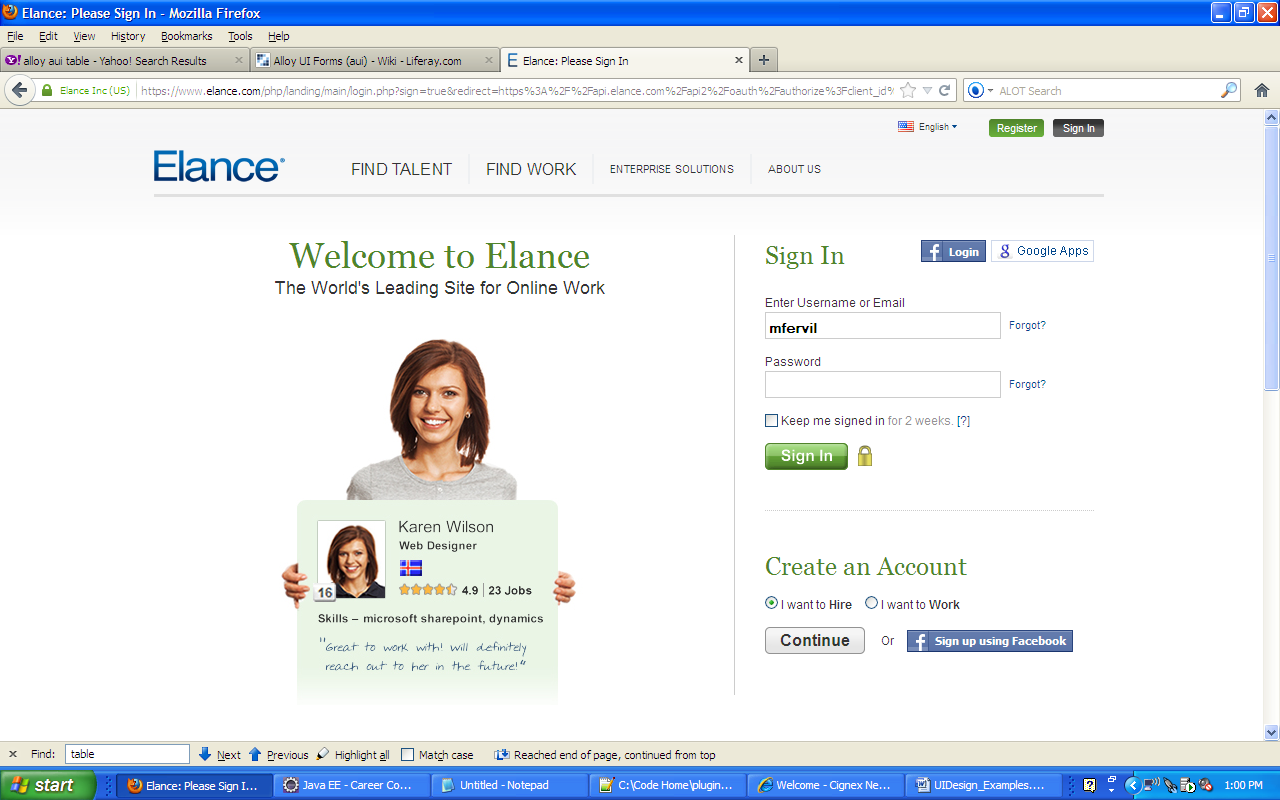 Elance: Please Sign In - Mozilla Firefox
File Edit View History Bookmarks Tools Help
alloy aui table - Yahoo! Search Results
Alloy UI Forms (aui) - Wiki - Liferay.com
Elance: Please Sign In
Elance Inc (US) https://www.elance.com/php/landing/main/login.php?sign=true&redirect=https%3A%2F%2Fapi.elance.com%2Fapi2%2Foauth%2Fauthorize%3Fclient_id% ALOT Search
English Register Sign In
Elance®
FIND TALENT FIND WORK ENTERPRISE SOLUTIONS ABOUT US
Welcome to Elance
The World's Leading Site for Online Work
Karen Wilson
Web Designer
16
4.9 | 23 Jobs
Skills – microsoft sharepoint, dynamics
"Great to work with! will definitely
reach out to her in the future!"
Sign In
f Login
g Google Apps
Enter Username or Email
mfervil Forgot?
Password
Forgot?
Keep me signed in for 2 weeks. [?]
Sign In
Create an Account
I want to Hire I want to Work
Continue Or f Sign up using Facebook
× Find: table Next Previous Highlight all Match case Reached end of page, continued from top
start Elance: Please Sign I... Java EE - Career Co... Untitled - Notepad C:\Code Home\plugin... Welcome - Cignex Ne... UIDesign_Examples.... 1:00 PM